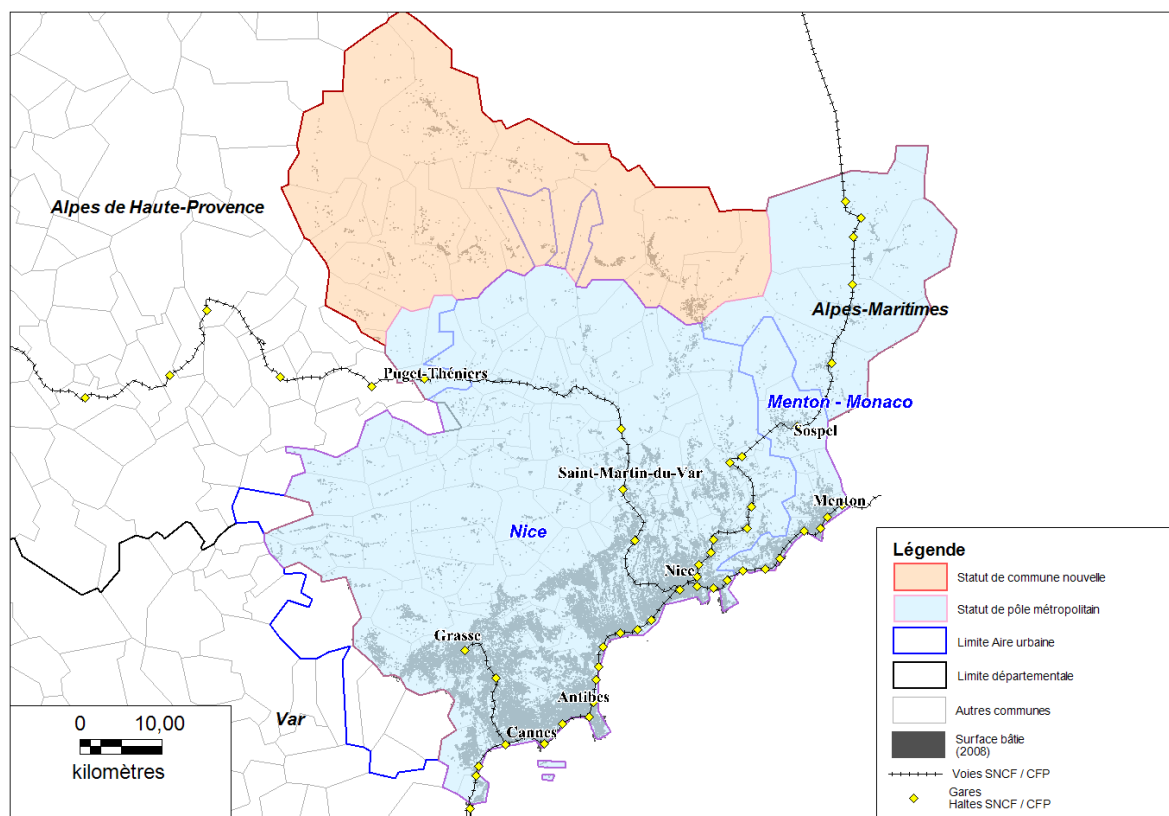 Alpes de Haute-Provence
Alpes-Maritimes
Puget-Théniers
Menton - Monaco
Sospel
Saint-Martin-du-Var
Menton
Nice
Nice
Grasse
Antibes
Var
Cannes
0 10,00
kilomètres
Légende
Statut de commune nouvelle
Statut de pôle métropolitain
Limite Aire urbaine
Limite départementale
Autres communes
Surface bâtie
(2008)
Voies SNCF / CFP
Gares
Haltes SNCF / CFP